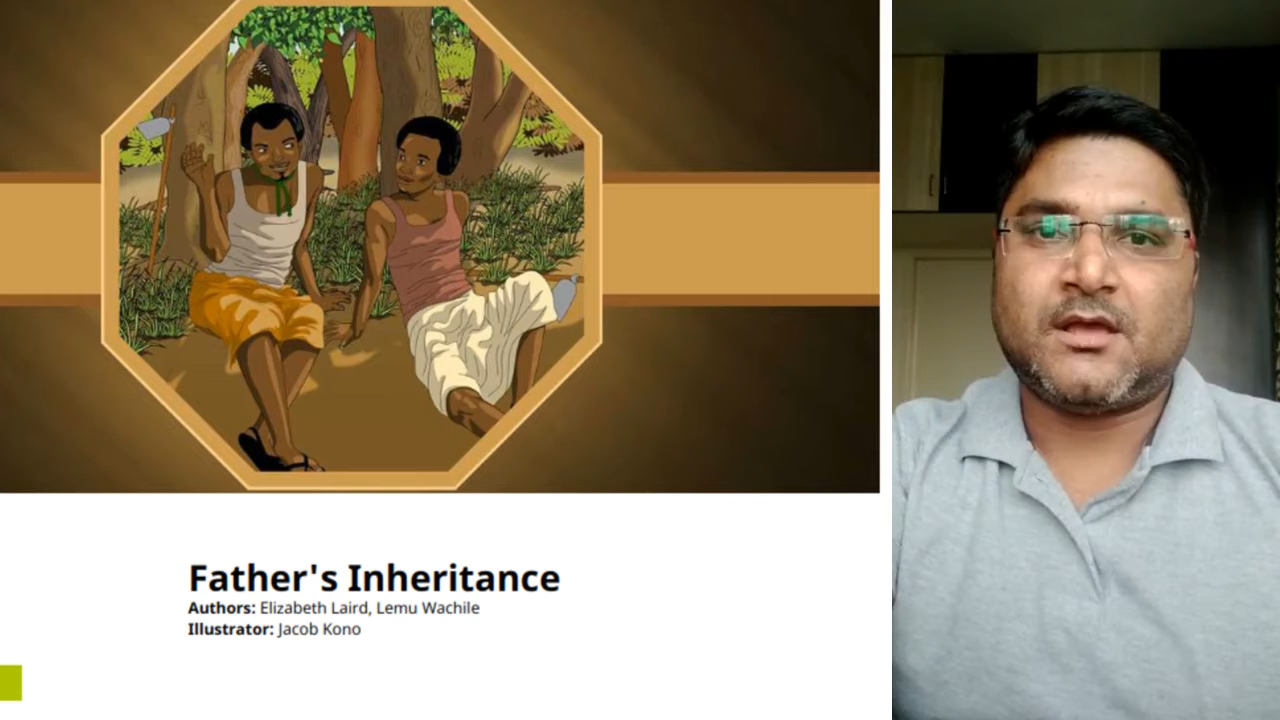 Father's Inheritance
Authors: Elizabeth Laird, Lemu Wachile
Illustrator: Jacob Kono